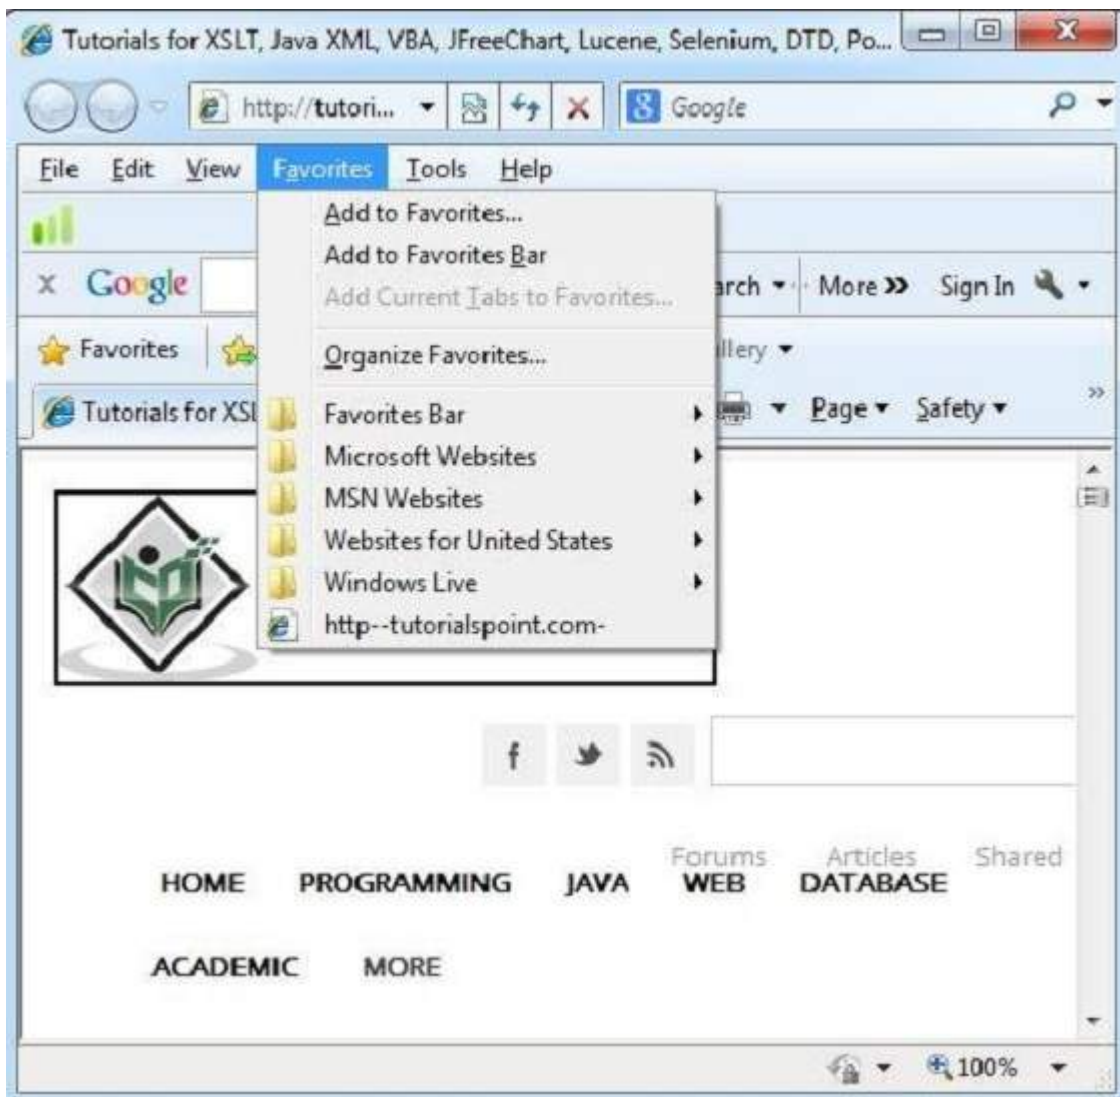 Tutorials for XSLT, Java XML, VBA, JFreeChart, Lucene, Selenium, DTD, Po...
http://tutori... Google
File Edit View Favorites Tools Help
Add to Favorites...
Add to Favorites Bar
Google arch More >> Sign In
Add Current Tabs to Favorites...
Favorites llery
Organize Favorites...
Tutorials for XSL Page Safety »
Favorites Bar
Microsoft Websites
MSN Websites
Websites for United States
Windows Live
http--tutorialspoint.com-
f
Forums Articles Shared
HOME PROGRAMMING JAVA WEB DATABASE
ACADEMIC MORE
100%